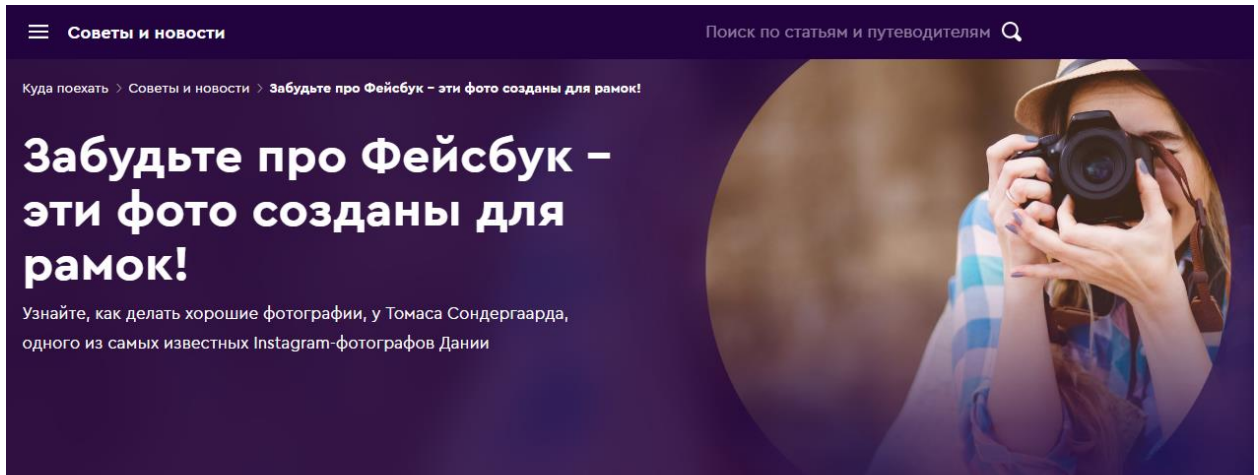 Советы и новости
Поиск по статьям и путеводителям
Куда поехать > Советы и новости > Забудьте про Фейсбук – эти фото созданы для рамок!
Забудьте про Фейсбук –
эти фото созданы для
рамок!
Узнайте, как делать хорошие фотографии, у Томаса Сондергаарда,
одного из самых известных Instagram-фотографов Дании